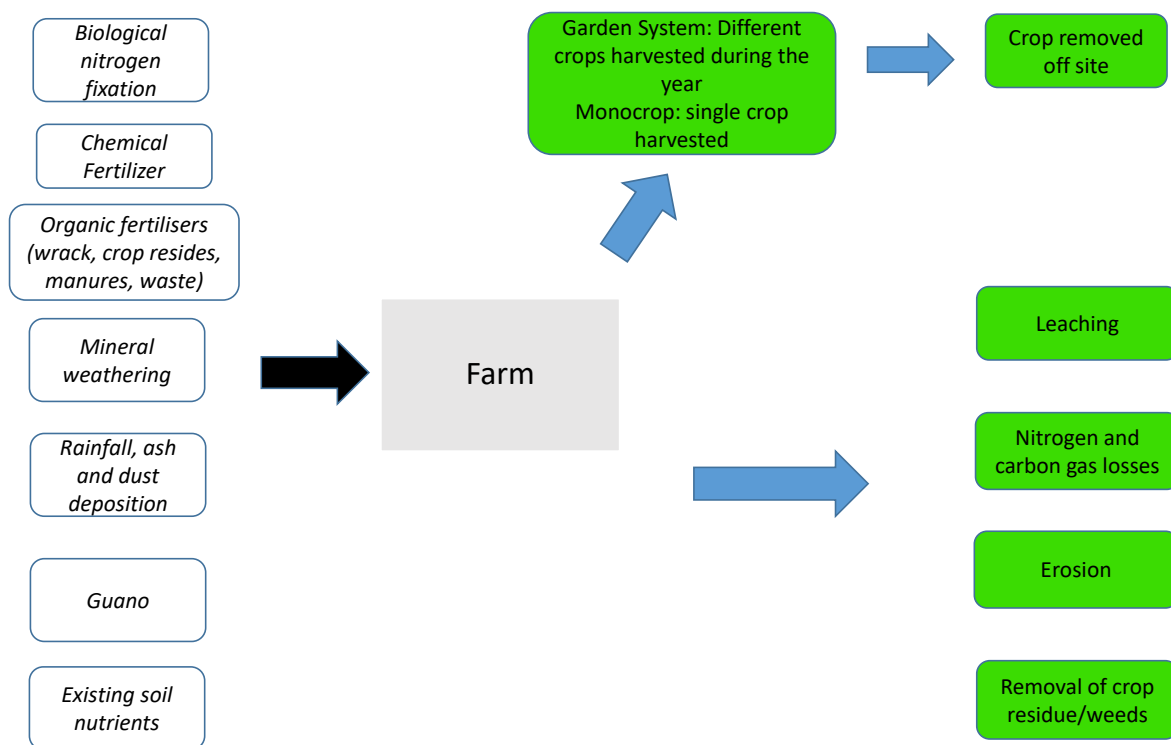 Biological
nitrogen
fixation
Chemical
Fertilizer
Organic fertilisers
(wrack, crop resides,
manures, waste)
Mineral
weathering
Rainfall, ash
and dust
deposition
Guano
Existing soil
nutrients
Farm
Garden System: Different
crops harvested during the
year
Monocrop: single crop
harvested
Crop removed
off site
Leaching
Nitrogen and
carbon gas losses
Erosion
Removal of crop
residue/weeds